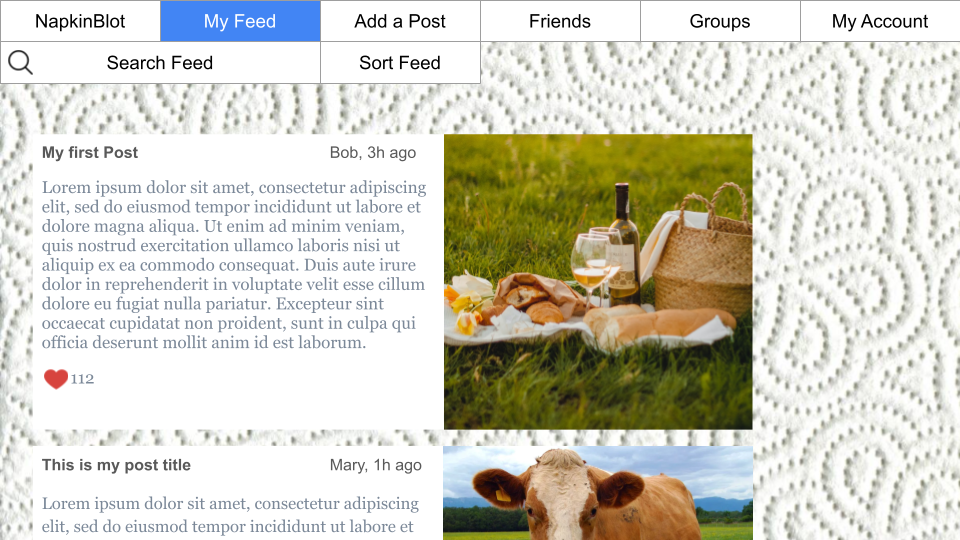 NapkinBlot My Feed Add a Post Friends Groups My Account
Search Feed Sort Feed
My first Post Bob, 3h ago
Lorem ipsum dolor sit amet, consectetur adipiscing
elit, sed do eiusmod tempor incididunt ut labore et
dolore magna aliqua. Ut enim ad minim veniam,
quis nostrud exercitation ullamco laboris nisi ut
aliquip ex ea commodo consequat. Duis aute irure
dolor in reprehenderit in voluptate velit esse cillum
dolore eu fugiat nulla pariatur. Excepteur sint
occaecat cupidatat non proident, sunt in culpa qui
officia deserunt mollit anim id est laborum.
112
This is my post title Mary, 1h ago
Lorem ipsum dolor sit amet, consectetur adipiscing
elit, sed do eiusmod tempor incididunt ut labore et